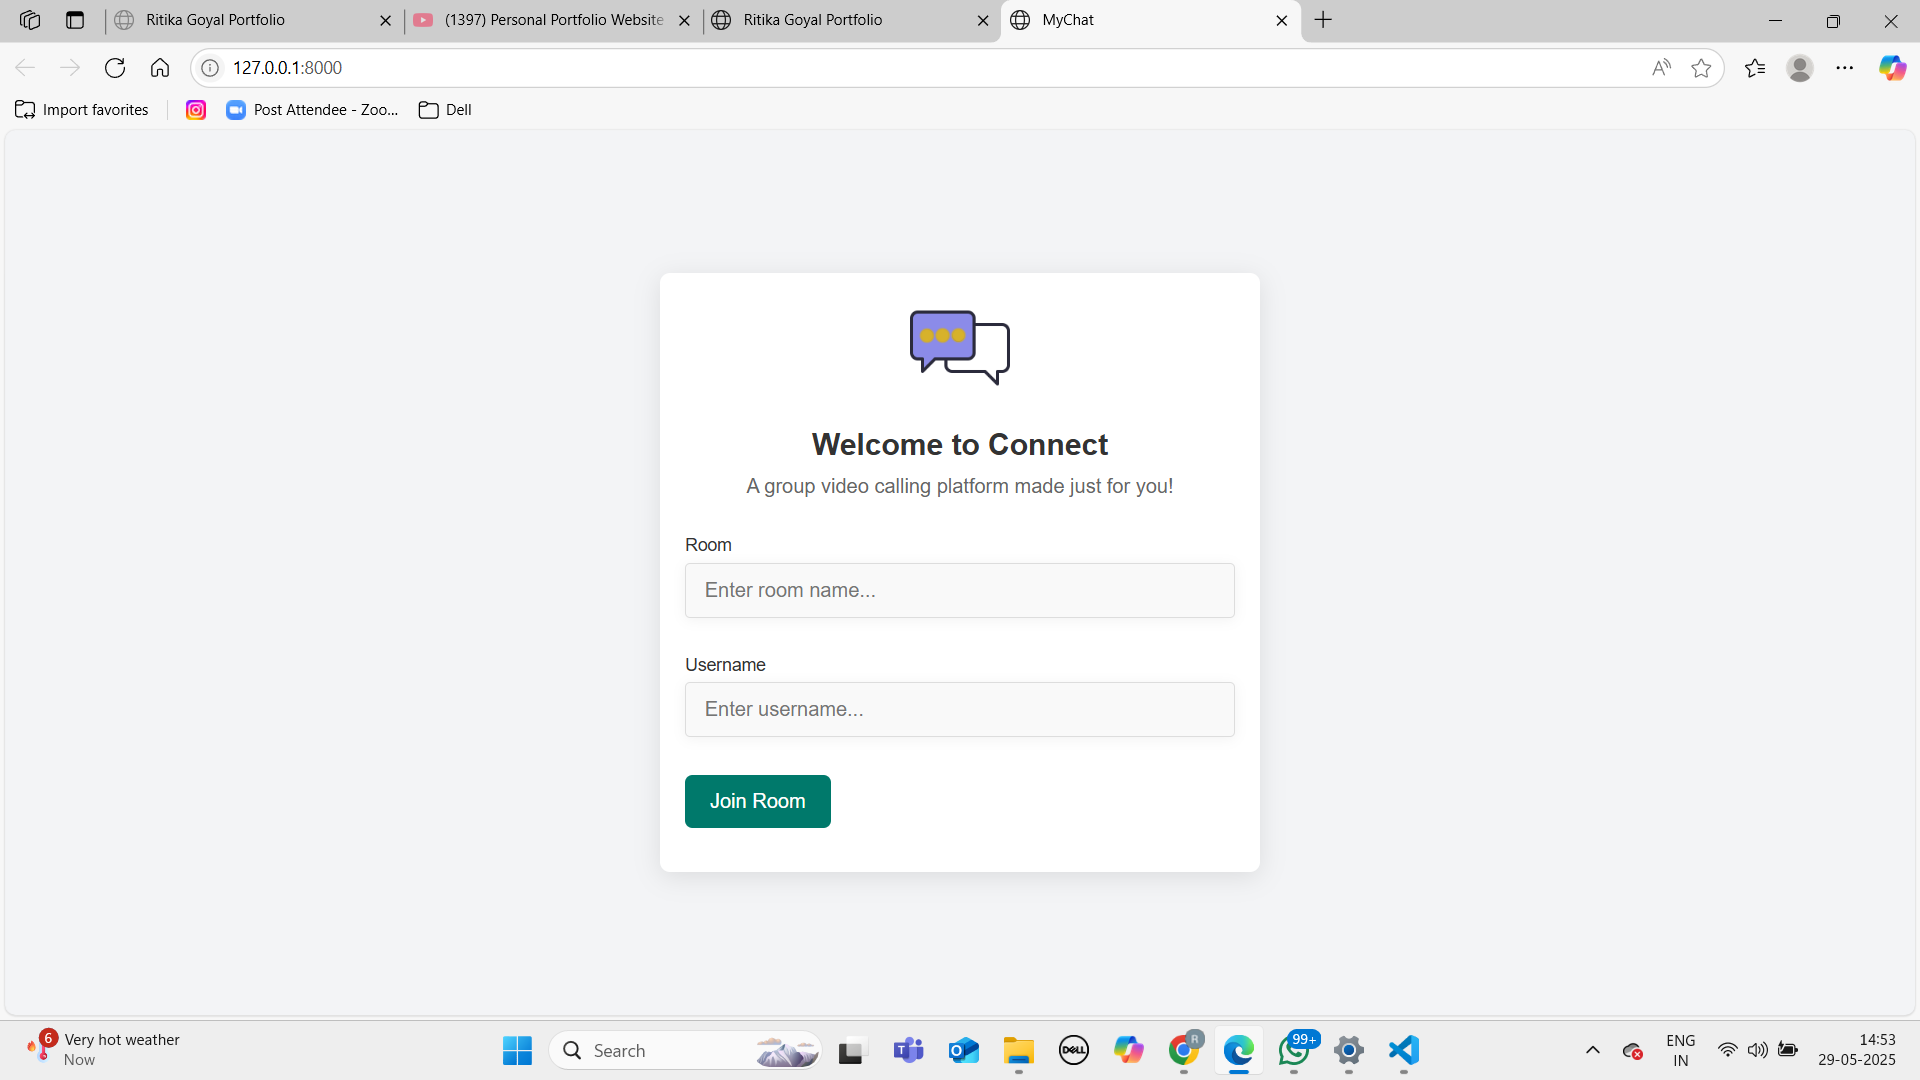 Ritika Goyal Portfolio
(1397) Personal Portfolio Website
Ritika Goyal Portfolio
MyChat
127.0.0.1:8000
Import favorites
Post Attendee - Zoo...
Dell
Welcome to Connect
A group video calling platform made just for you!
Room
Enter room name...
Username
Enter username...
Join Room
6
Very hot weather
Now
Search
DELL
R
99+
ENG
IN
14:53
29-05-2025